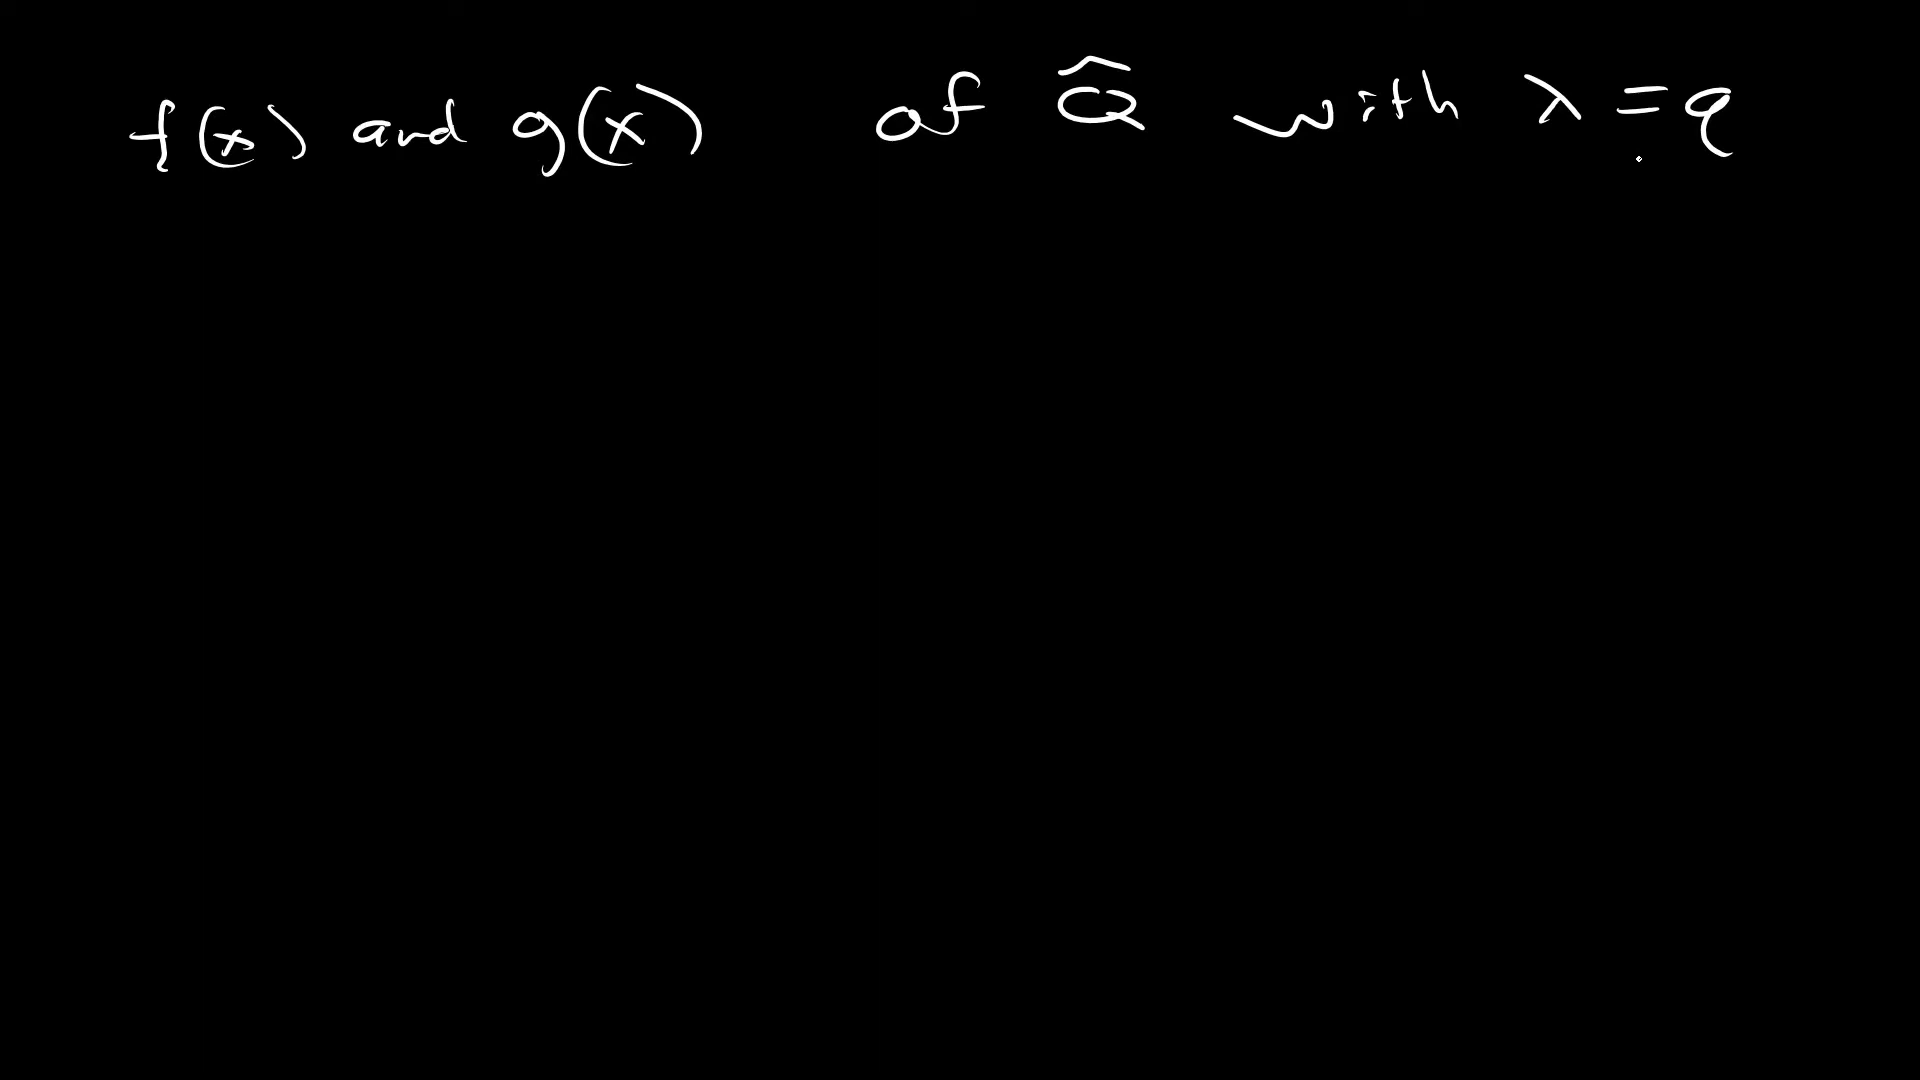 f(x) and g(x) of Q̂ with λ = q